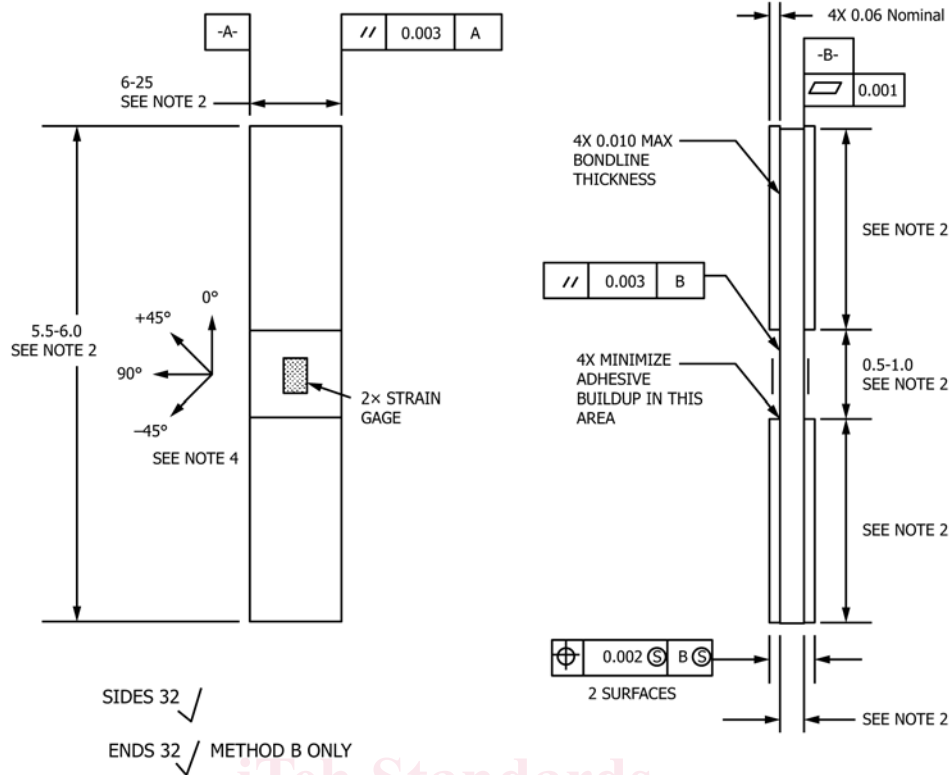 -A-
// 0.003 A
6-25
SEE NOTE 2
4X 0.06 Nominal
-B-
0.001
4X 0.010 MAX
BONDLINE
THICKNESS
SEE NOTE 2
// 0.003 B
0°
+45°
90°
-45°
5.5-6.0
SEE NOTE 2
2× STRAIN
GAGE
SEE NOTE 4
4X MINIMIZE
ADHESIVE
BUILDUP IN THIS
AREA
0.5-1.0
SEE NOTE 2
SEE NOTE 2
0.002 Ⓢ B Ⓢ
2 SURFACES
SEE NOTE 2
SIDES 32
ENDS 32 METHOD B ONLY
iTeh Standards